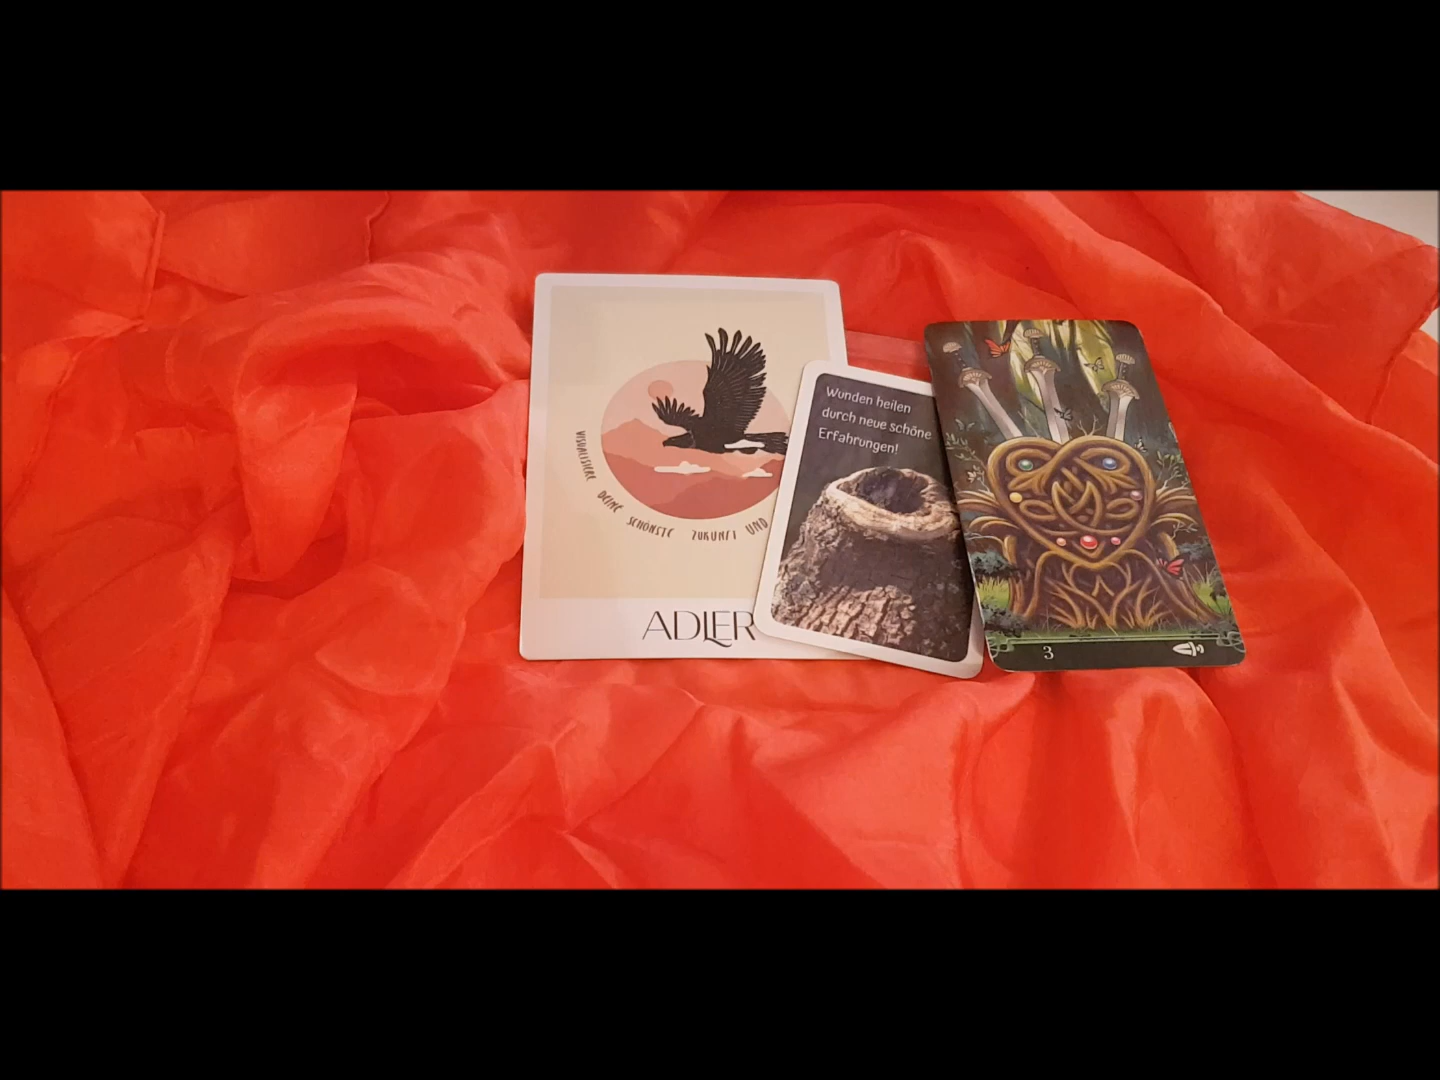 VISUALISIERE DEINE SCHÖNSTE ZUKUNFT UND
ADLER
Wunden heilen
durch neue schöne
Erfahrungen!
3